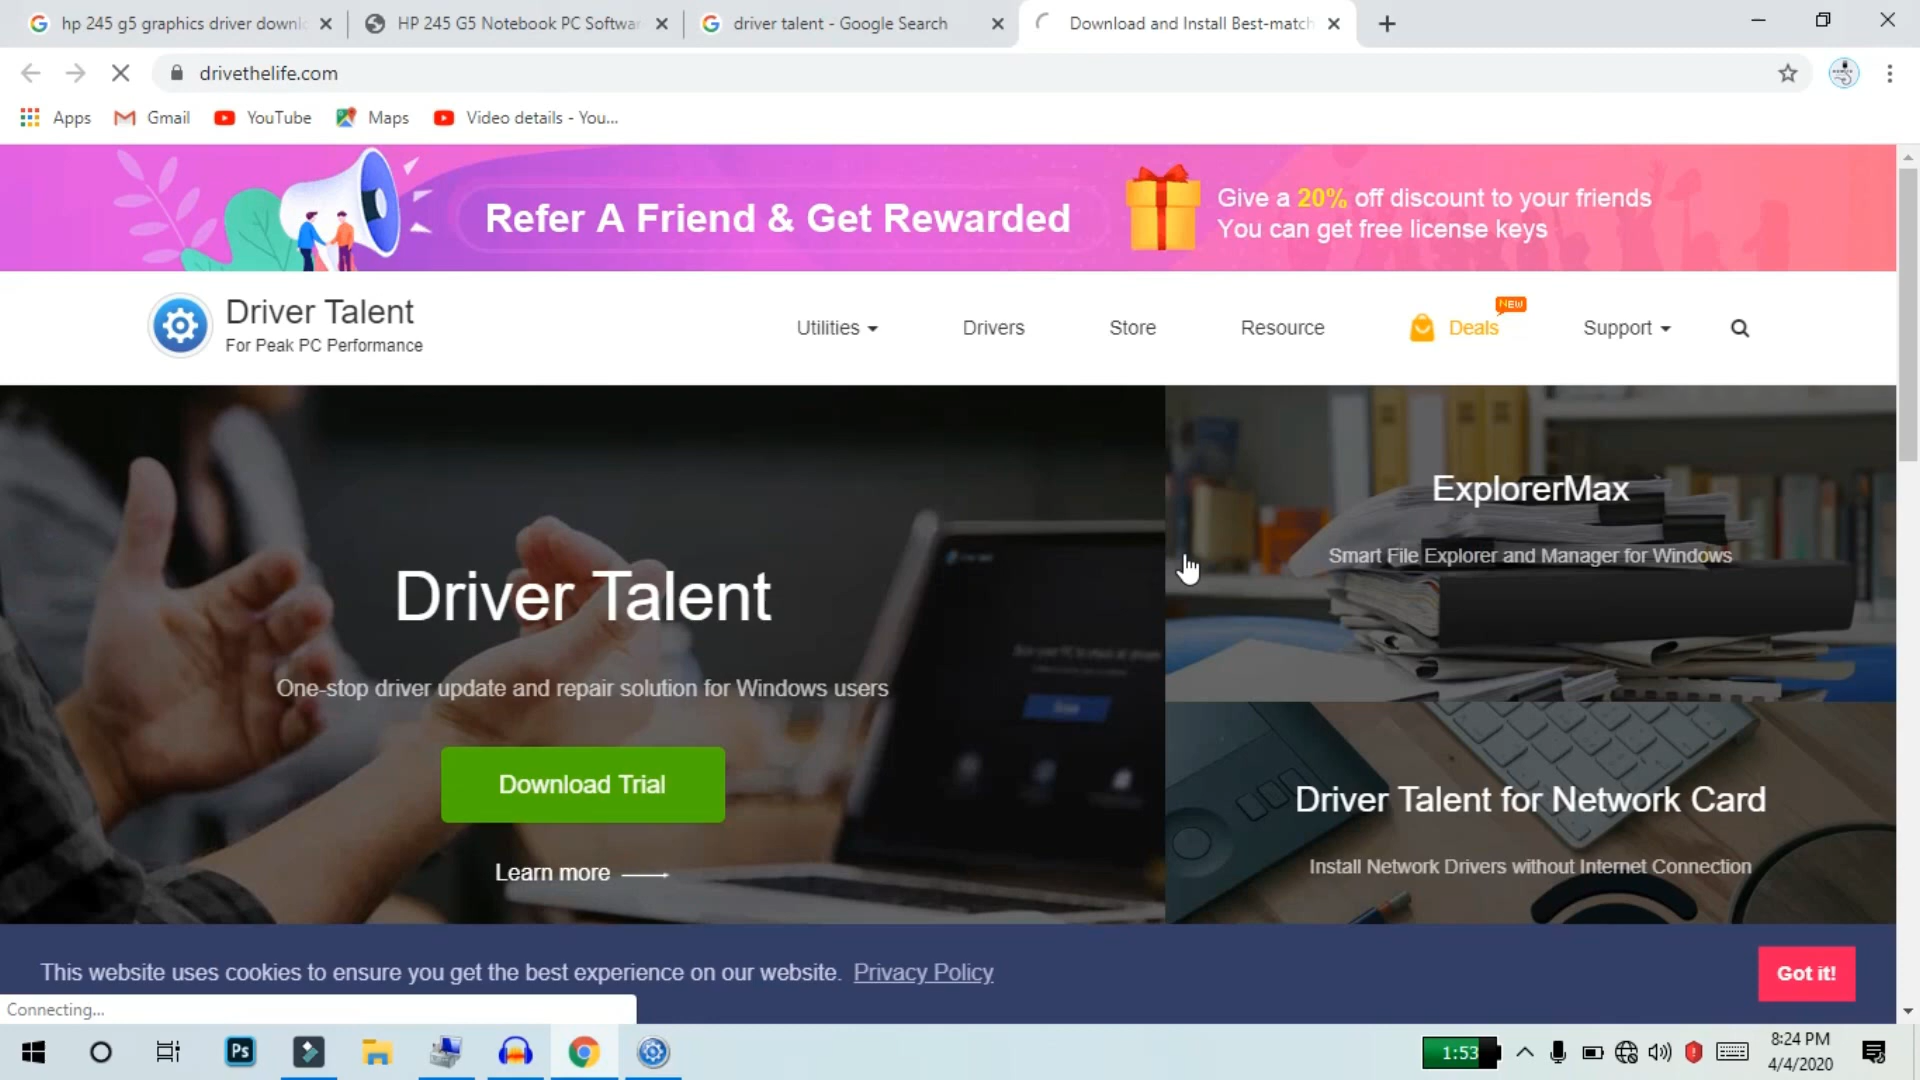 hp 245 g5 graphics driver downlo
HP 245 G5 Notebook PC Softwar
driver talent - Google Search
Download and Install Best-match
drivethelife.com
Apps
Gmail
YouTube
Maps
Video details - You...
Refer A Friend & Get Rewarded
Give a 20% off discount to your friends
You can get free license keys
Driver Talent
For Peak PC Performance
Utilities
Drivers
Store
Resource
Deals
NEW
Support
Driver Talent
One-stop driver update and repair solution for Windows users
Download Trial
Learn more
ExplorerMax
Smart File Explorer and Manager for Windows
Driver Talent for Network Card
Install Network Drivers without Internet Connection
This website uses cookies to ensure you get the best experience on our website. Privacy Policy
Got it!
Connecting...
Ps
1:53
8:24 PM
4/4/2020